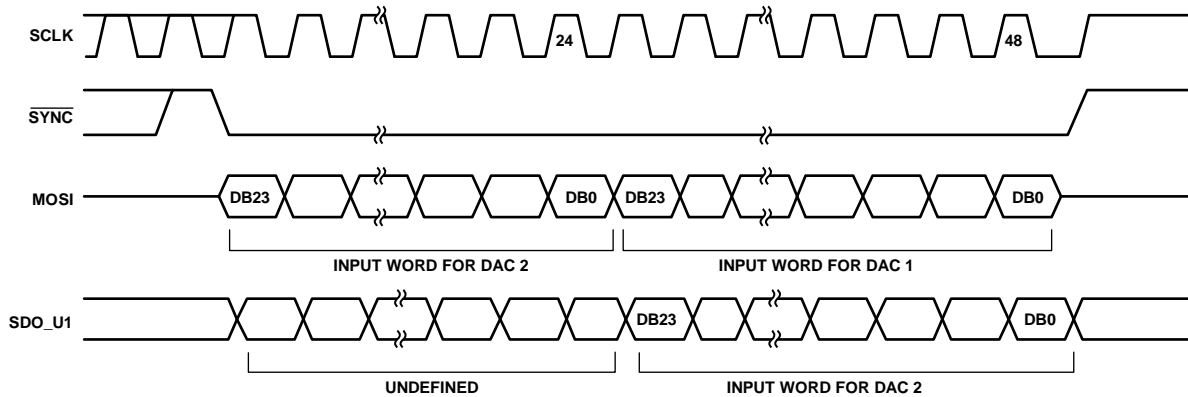 SCLK
24
48
SYNC
MOSI
DB23
DB0
DB23
DB0
INPUT WORD FOR DAC 2
INPUT WORD FOR DAC 1
SDO_U1
DB23
DB0
UNDEFINED
INPUT WORD FOR DAC 2